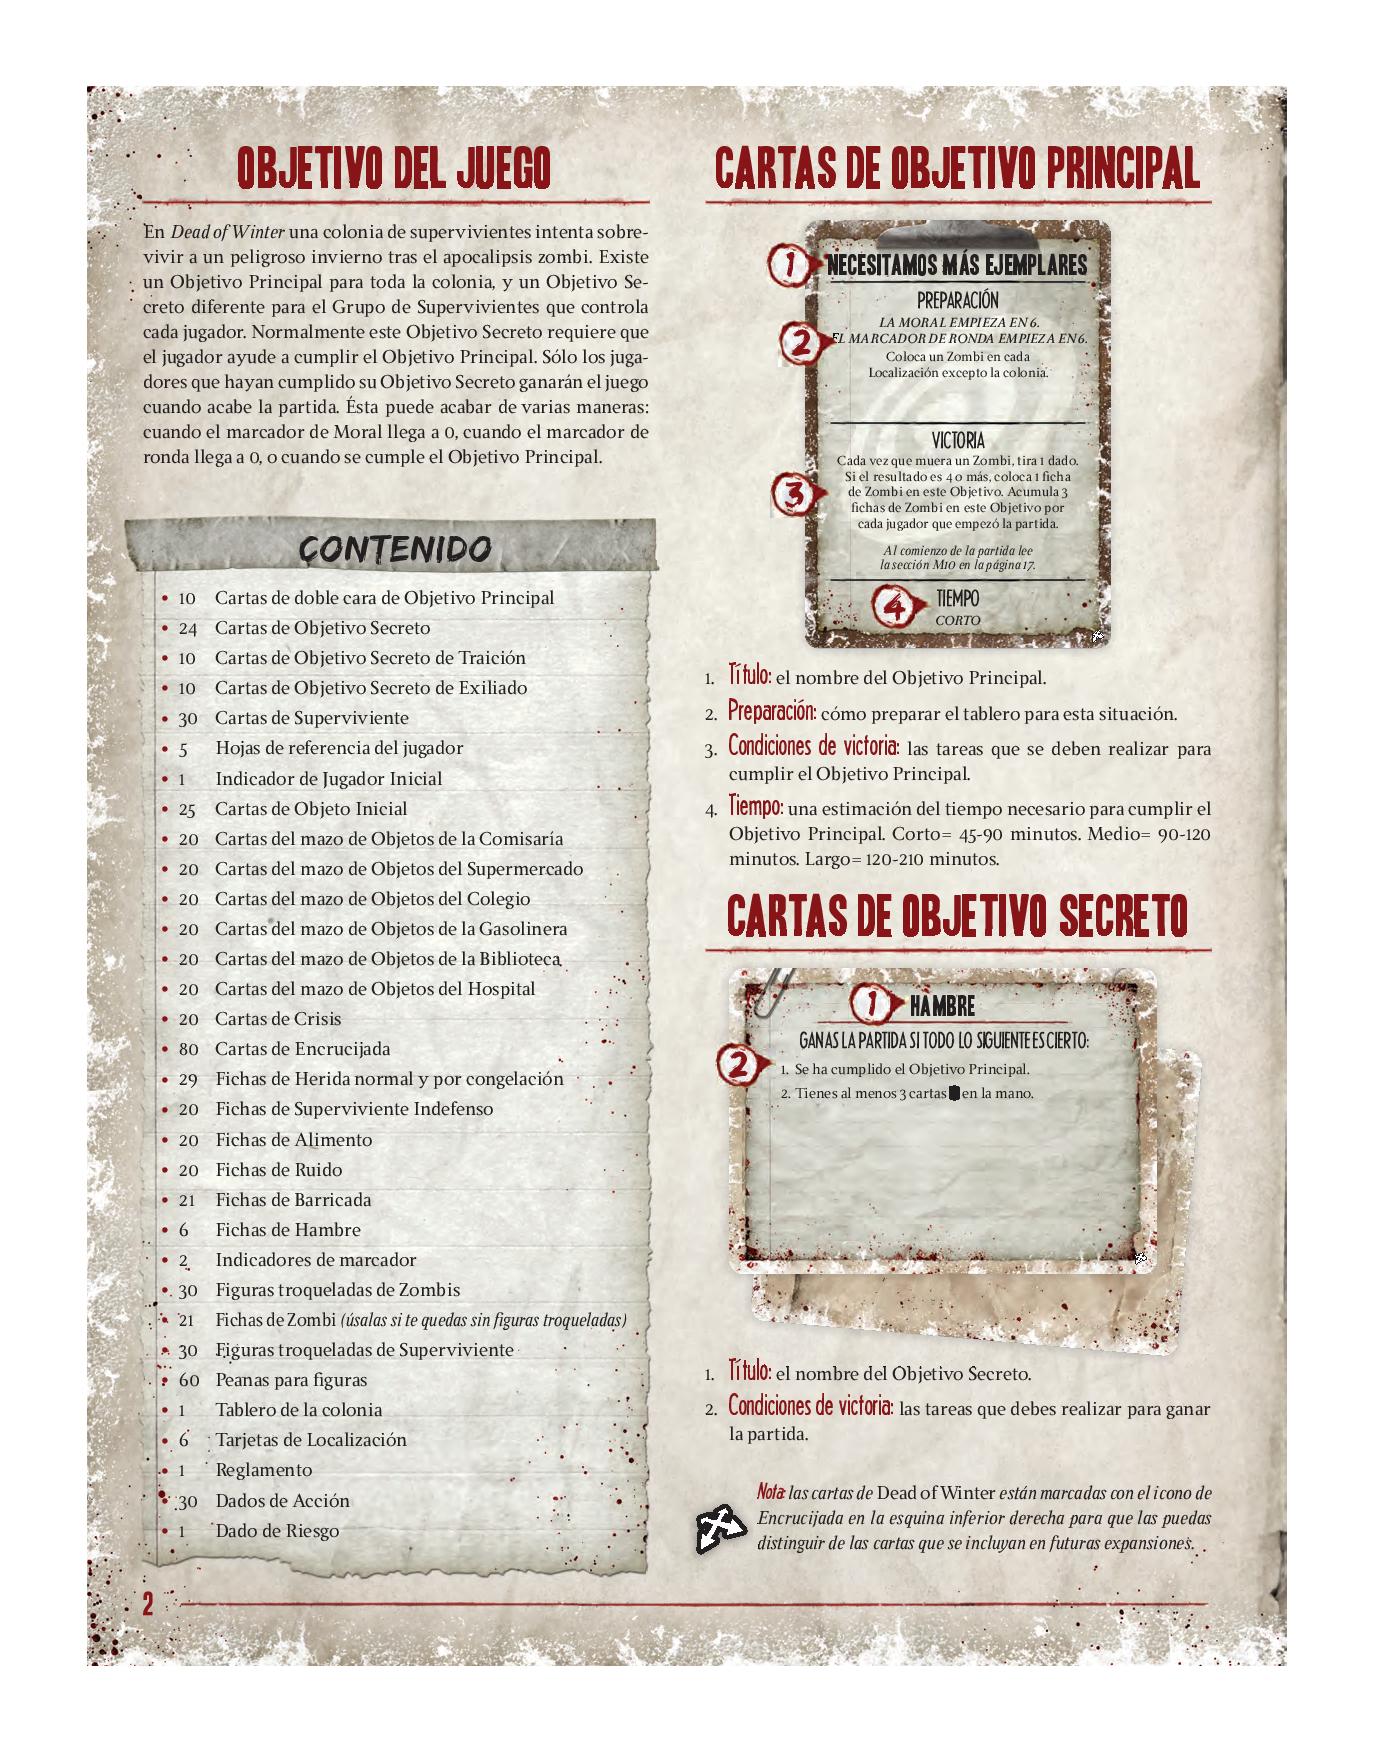 OBJETIVO DEL JUEGO
En Dead of Winter una colonia de supervivientes intenta sobre-
vivir a un peligroso invierno tras el apocalipsis zombi. Existe
un Objetivo Principal para toda la colonia, y un Objetivo Se-
creto diferente para el Grupo de Supervivientes que controla
cada jugador. Normalmente este Objetivo Secreto requiere que
el jugador ayude a cumplir el Objetivo Principal. Sólo los juga-
dores que hayan cumplido su Objetivo Secreto ganarán el juego
cuando acabe la partida. Ésta puede acabar de varias maneras:
cuando el marcador de Moral llega a 0, cuando el marcador de
ronda llega a 0, o cuando se cumple el Objetivo Principal.
CONTENIDO
• 10 Cartas de doble cara de Objetivo Principal
• 24 Cartas de Objetivo Secreto
• 10 Cartas de Objetivo Secreto de Traición
• 10 Cartas de Objetivo Secreto de Exiliado
• 30 Cartas de Superviviente
• 5 Hojas de referencia del jugador
• 1 Indicador de Jugador Inicial
• 25 Cartas de Objeto Inicial
• 20 Cartas del mazo de Objetos de la Comisaría
• 20 Cartas del mazo de Objetos del Supermercado
• 20 Cartas del mazo de Objetos del Colegio
• 20 Cartas del mazo de Objetos de la Gasolinera
• 20 Cartas del mazo de Objetos de la Biblioteca
• 20 Cartas del mazo de Objetos del Hospital
• 20 Cartas de Crisis
• 80 Cartas de Encrucijada
• 29 Fichas de Herida normal y por congelación
• 20 Fichas de Superviviente Indefenso
• 20 Fichas de Alimento
• 20 Fichas de Ruido
• 21 Fichas de Barricada
• 6 Fichas de Hambre
• 2 Indicadores de marcador
• 30 Figuras troqueladas de Zombis
• 21 Fichas de Zombi (úsalas si te quedas sin figuras troqueladas)
• 30 Figuras troqueladas de Superviviente
• 60 Peanas para figuras
• 1 Tablero de la colonia
• 6 Tarjetas de Localización
• 1 Reglamento
• 30 Dados de Acción
• 1 Dado de Riesgo
2
CARTAS DE OBJETIVO PRINCIPAL
1 NECESITAMOS MÁS EJEMPLARES
PREPARACIÓN
LA MORAL EMPIEZA EN 6.
2 EL MARCADOR DE RONDA EMPIEZA EN 6.
Coloca un Zombi en cada
Localización excepto la colonia.
VICTORIA
Cada vez que muera un Zombi, tira 1 dado.
Si el resultado es 4 o más, coloca 1 ficha
3 de Zombi en este Objetivo. Acumula 3
fichas de Zombi en este Objetivo por
cada jugador que empezó la partida.
Al comienzo de la partida lee
la sección M10 en la página 17.
4 TIEMPO
CORTO
1. Título: el nombre del Objetivo Principal.
2. Preparación: cómo preparar el tablero para esta situación.
3. Condiciones de victoria: las tareas que se deben realizar para
cumplir el Objetivo Principal.
4. Tiempo: una estimación del tiempo necesario para cumplir el
Objetivo Principal. Corto= 45-90 minutos. Medio= 90-120
minutos. Largo= 120-210 minutos.
CARTAS DE OBJETIVO SECRETO
1 HAMBRE
GANAS LA PARTIDA SI TODO LO SIGUIENTE ES CIERTO:
2 1. Se ha cumplido el Objetivo Principal.
2. Tienes al menos 3 cartas en la mano.
1. Título: el nombre del Objetivo Secreto.
2. Condiciones de victoria: las tareas que debes realizar para ganar
la partida.
Nota: las cartas de Dead of Winter están marcadas con el icono de
Encrucijada en la esquina inferior derecha para que las puedas
distinguir de las cartas que se incluyan en futuras expansiones.